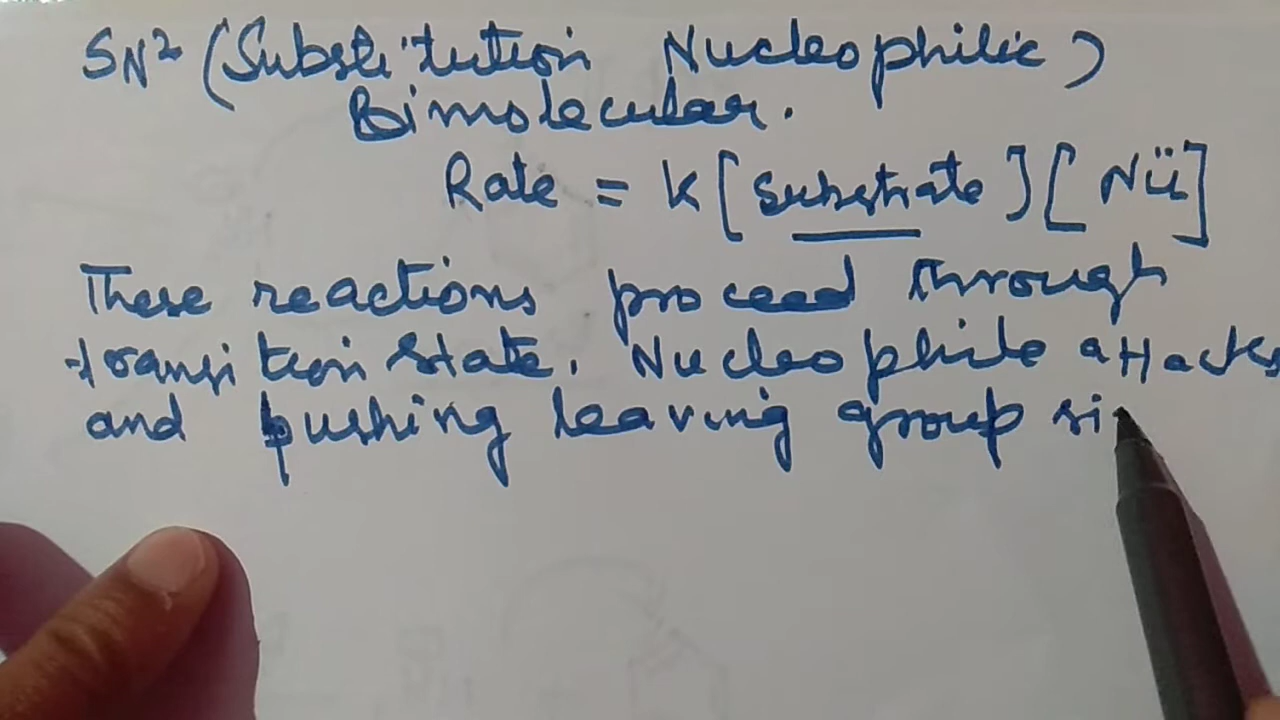 SN² (Substitution Nucleophilic)
Bimolecular.
Rate = K [Substrate] [Nü]
These reactions proceed through
transition state. Nucleophile attacks
and pushing leaving group si